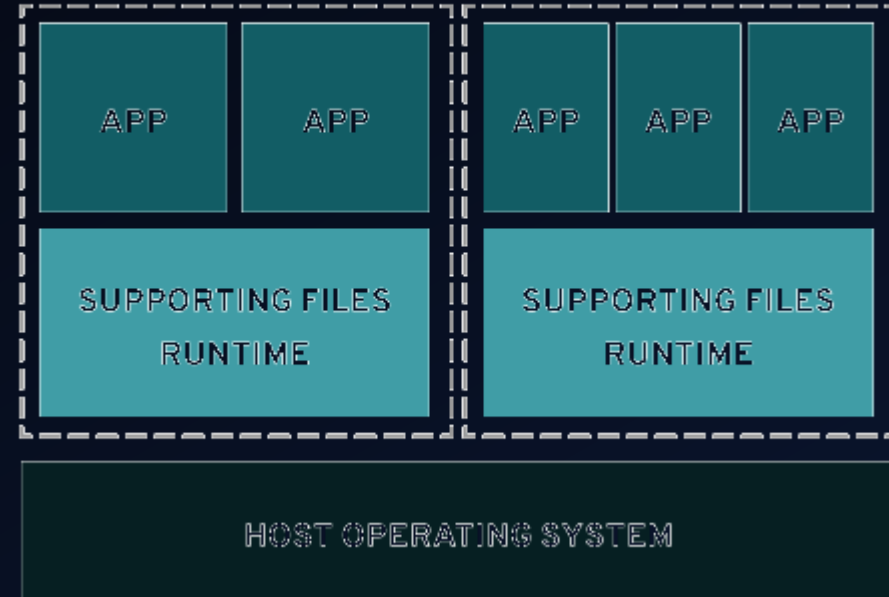 APP APP APP APP APP
SUPPORTING FILES SUPPORTING FILES
RUNTIME RUNTIME
HOST OPERATING SYSTEM